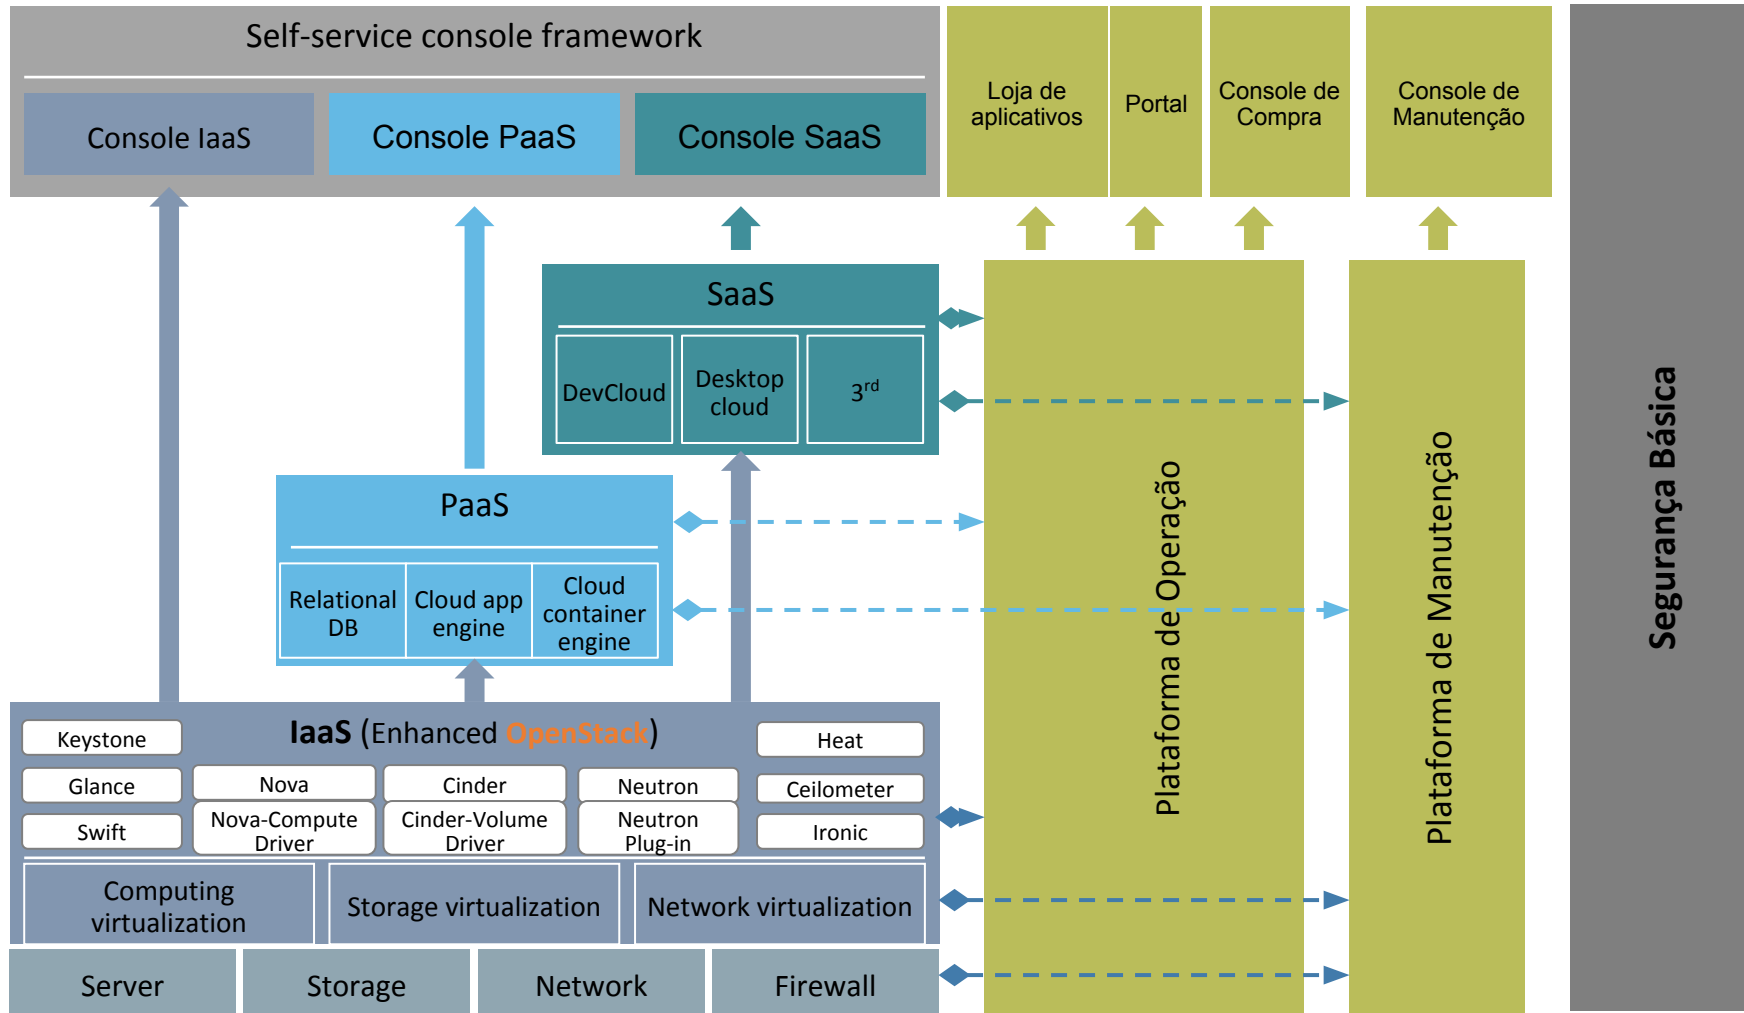 Self-service console framework
Console IaaS
Console PaaS
Console SaaS
Loja de
aplicativos
Portal
Console de
Compra
Console de
Manutenção
SaaS
DevCloud
Desktop
cloud
3rd
PaaS
Relational
DB
Cloud app
engine
Cloud
container
engine
IaaS (Enhanced OpenStack)
Keystone
Heat
Glance
Nova
Cinder
Neutron
Ceilometer
Swift
Nova-Compute
Driver
Cinder-Volume
Driver
Neutron
Plug-in
Ironic
Computing
virtualization
Storage virtualization
Network virtualization
Server
Storage
Network
Firewall
Plataforma de Operação
Plataforma de Manutenção
Segurança Básica